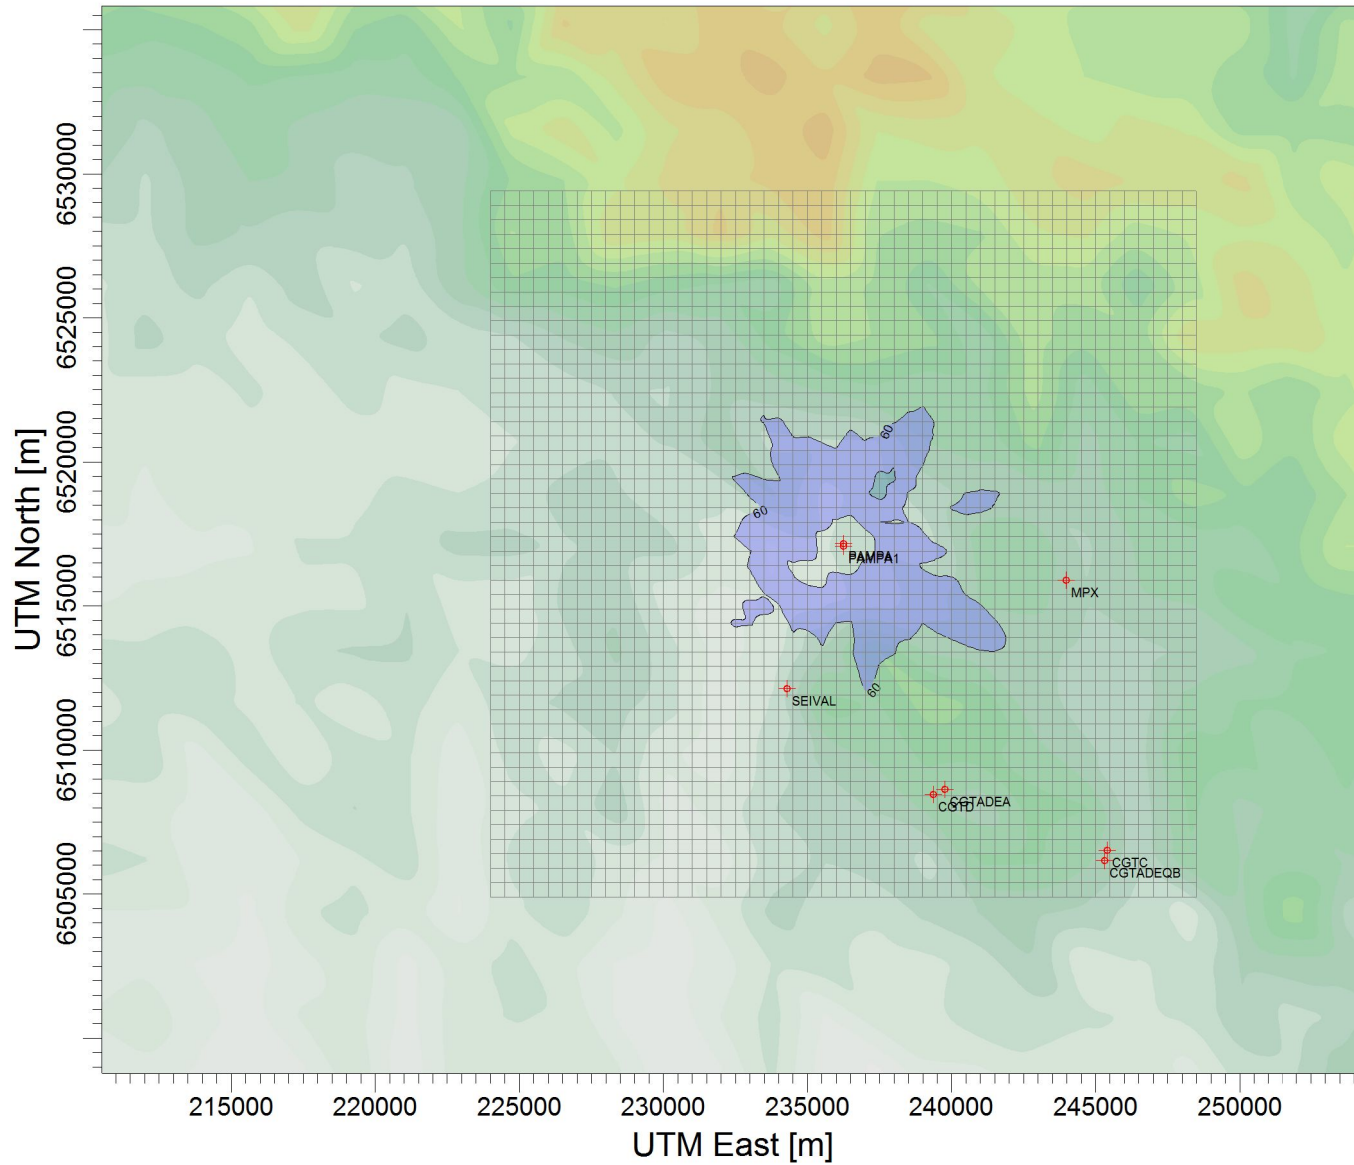 UTM North [m]
6530000
6525000
6520000
6515000
6510000
6505000
60
60
PAMPA
PAMPA1
MPX
60
SEIVAL
CGTADEA
CGTD
CGTC
CGTADEQB
215000 220000 225000 230000 235000 240000 245000 250000
UTM East [m]